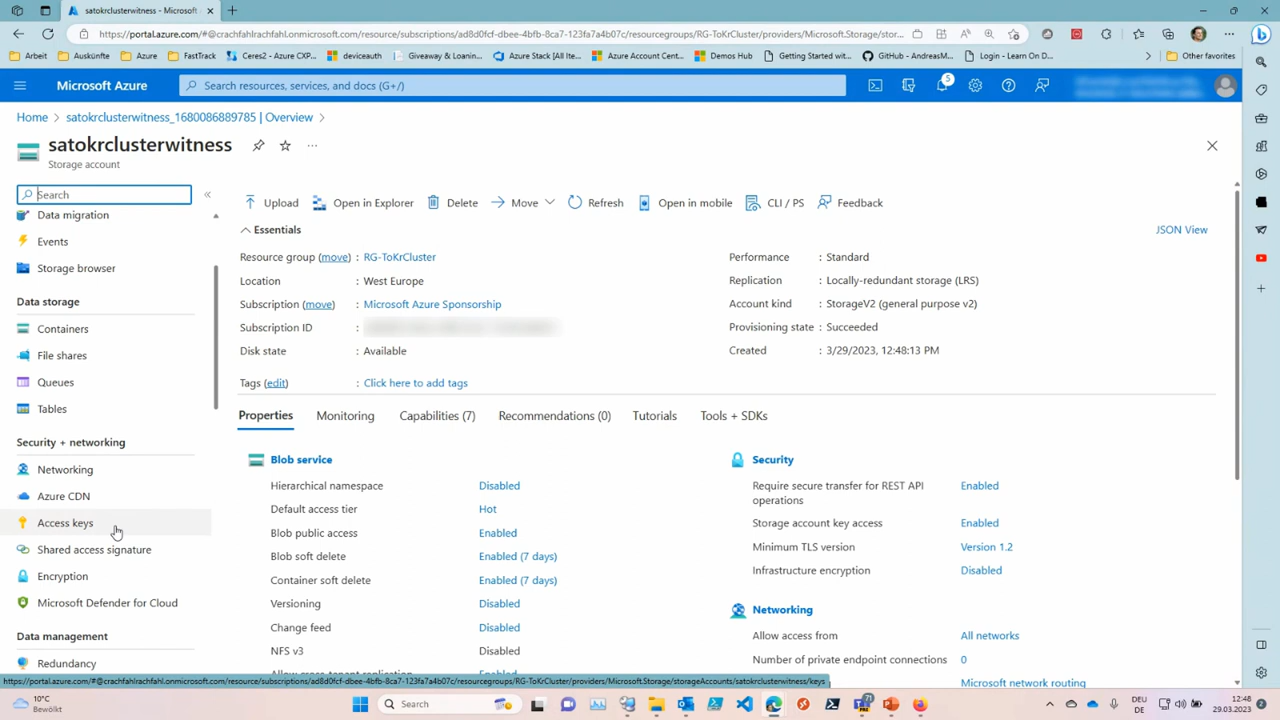 satokrclusterwitness - Microsoft
https://portal.azure.com/#@crachfahlrachfahl.onmicrosoft.com/resource/subscriptions/ad8d0fcf-dbee-4bfb-8ca7-123fa7a4b07c/resourcegroups/RG-ToKrCluster/providers/Microsoft.Storage/stor...
Arbeit
Auskünfte
Azure
FastTrack
Ceres2 - Azure CXP...
deviceauth
Giveaway & Loanin...
Azure Stack [All Ite...
Azure Account Cent...
Demos Hub
Getting Started wit...
GitHub - AndreasM...
Login - Learn On D...
Other favorites
Microsoft Azure
Search resources, services, and docs (G+/)
5
Home > satokrclusterwitness_1680086889785 | Overview >
satokrclusterwitness
Storage account
Search
Data migration
Events
Storage browser
Data storage
Containers
File shares
Queues
Tables
Security + networking
Networking
Azure CDN
Access keys
Shared access signature
Encryption
Microsoft Defender for Cloud
Data management
Redundancy
Upload
Open in Explorer
Delete
Move
Refresh
Open in mobile
CLI / PS
Feedback
Essentials
JSON View
Resource group (move) : RG-ToKrCluster
Location : West Europe
Subscription (move) : Microsoft Azure Sponsorship
Subscription ID :
Disk state : Available
Tags (edit) : Click here to add tags
Performance : Standard
Replication : Locally-redundant storage (LRS)
Account kind : StorageV2 (general purpose v2)
Provisioning state : Succeeded
Created : 3/29/2023, 12:48:13 PM
Properties
Monitoring
Capabilities (7)
Recommendations (0)
Tutorials
Tools + SDKs
Blob service
Hierarchical namespace Disabled
Default access tier Hot
Blob public access Enabled
Blob soft delete Enabled (7 days)
Container soft delete Enabled (7 days)
Versioning Disabled
Change feed Disabled
NFS v3 Disabled
Allow cross-tenant replication Enabled
Security
Require secure transfer for REST API Enabled
operations
Storage account key access Enabled
Minimum TLS version Version 1.2
Infrastructure encryption Disabled
Networking
Allow access from All networks
Number of private endpoint connections 0
Microsoft network routing
https://portal.azure.com/#@crachfahlrachfahl.onmicrosoft.com/resource/subscriptions/ad8d0fcf-dbee-4bfb-8ca7-123fa7a4b07c/resourcegroups/RG-ToKrCluster/providers/Microsoft.Storage/storageAccounts/satokrclusterwitness/keys
10°C
Bewölkt
Search
71
DEU
DE
12:48
29.03.2023